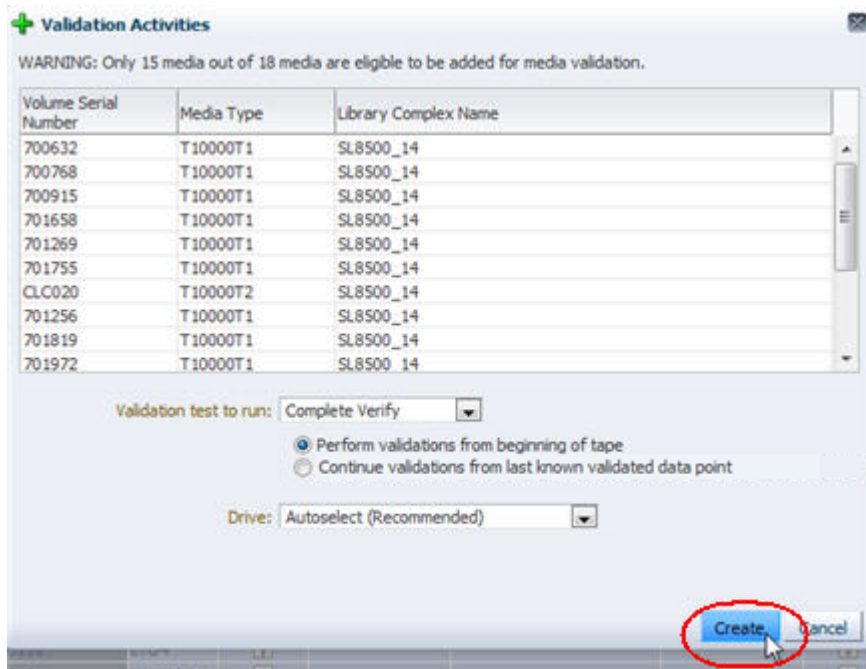 Validation Activities
WARNING: Only 15 media out of 18 media are eligible to be added for media validation.
Volume Serial Number Media Type Library Complex Name
700632 T10000T1 SL8500_14
700768 T10000T1 SL8500_14
700915 T10000T1 SL8500_14
701658 T10000T1 SL8500_14
701269 T10000T1 SL8500_14
701755 T10000T1 SL8500_14
CLC020 T10000T2 SL8500_14
701256 T10000T1 SL8500_14
701819 T10000T1 SL8500_14
701972 T10000T1 SL8500 14
Validation test to run: Complete Verify
Perform validations from beginning of tape
Continue validations from last known validated data point
Drive: Autoselect (Recommended)
Create Cancel